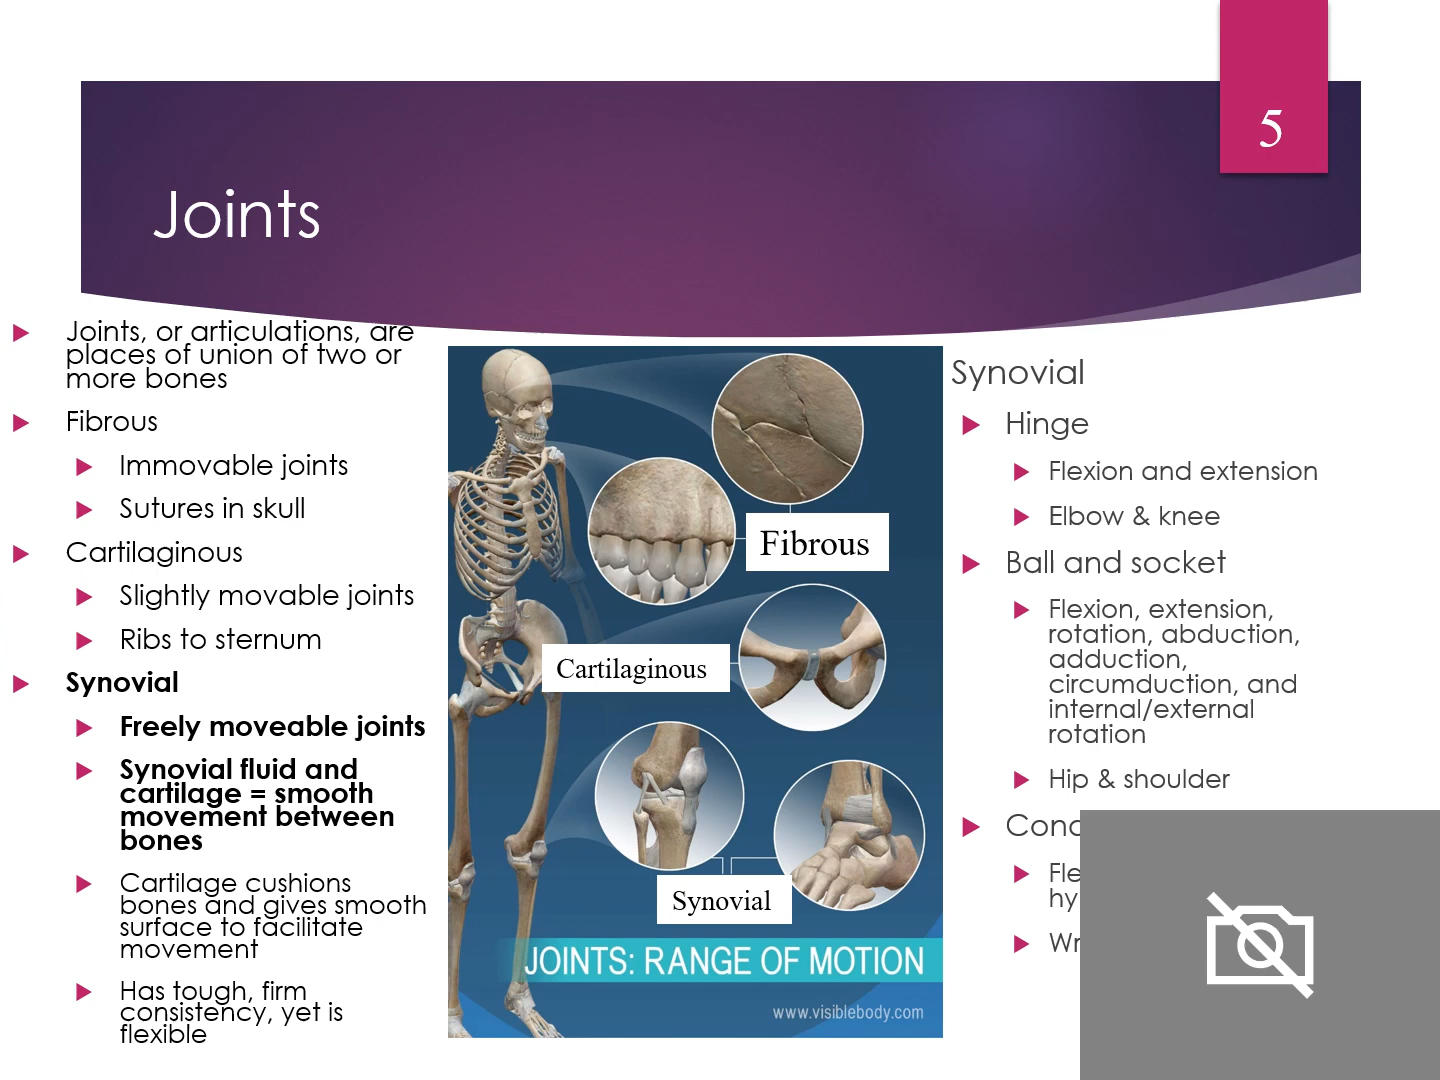 5
Joints
Joints, or articulations, are
places of union of two or
more bones
Fibrous
Immovable joints
Sutures in skull
Cartilaginous
Slightly movable joints
Ribs to sternum
Synovial
Freely moveable joints
Synovial fluid and
cartilage = smooth
movement between
bones
Cartilage cushions
bones and gives smooth
surface to facilitate
movement
Has tough, firm
consistency, yet is
flexible
Fibrous
Cartilaginous
Synovial
JOINTS: RANGE OF MOTION
www.visiblebody.com
Synovial
Hinge
Flexion and extension
Elbow & knee
Ball and socket
Flexion, extension,
rotation, abduction,
adduction,
circumduction, and
internal/external
rotation
Hip & shoulder